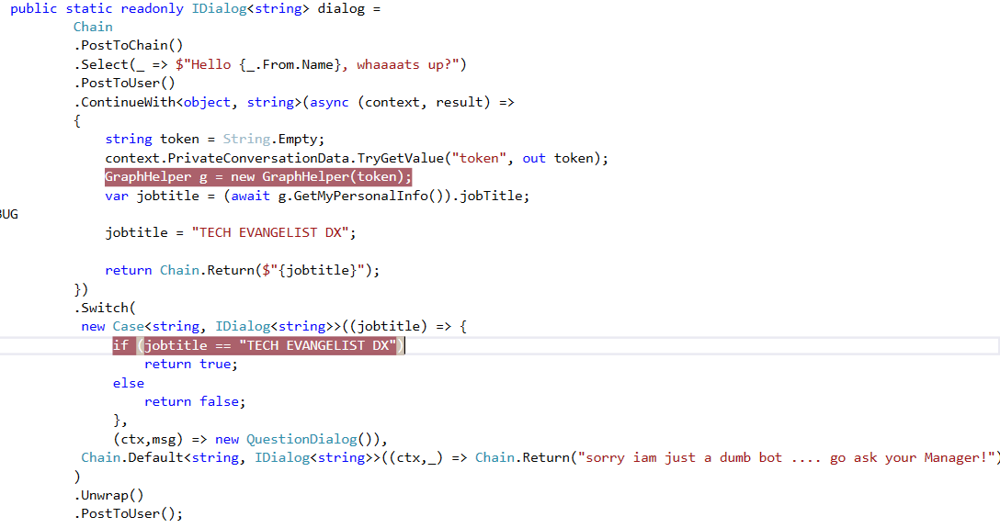 public static readonly IDialog<string> dialog =
Chain
.PostToChain()
.Select(_ => $"Hello {_.From.Name}, whaaaats up?")
.PostToUser()
.ContinueWith<object, string>(async (context, result) =>
{
string token = String.Empty;
context.PrivateConversationData.TryGetValue("token", out token);
GraphHelper g = new GraphHelper(token);
var jobtitle = (await g.GetMyPersonalInfo()).jobTitle;
BUG
jobtitle = "TECH EVANGELIST DX";
return Chain.Return($"{jobtitle}");
})
.Switch(
new Case<string, IDialog<string>>((jobtitle) => {
if (jobtitle == "TECH EVANGELIST DX")
return true;
else
return false;
},
(ctx,msg) => new QuestionDialog()),
Chain.Default<string, IDialog<string>>((ctx,_) => Chain.Return("sorry iam just a dumb bot .... go ask your Manager!")
)
.Unwrap()
.PostToUser();